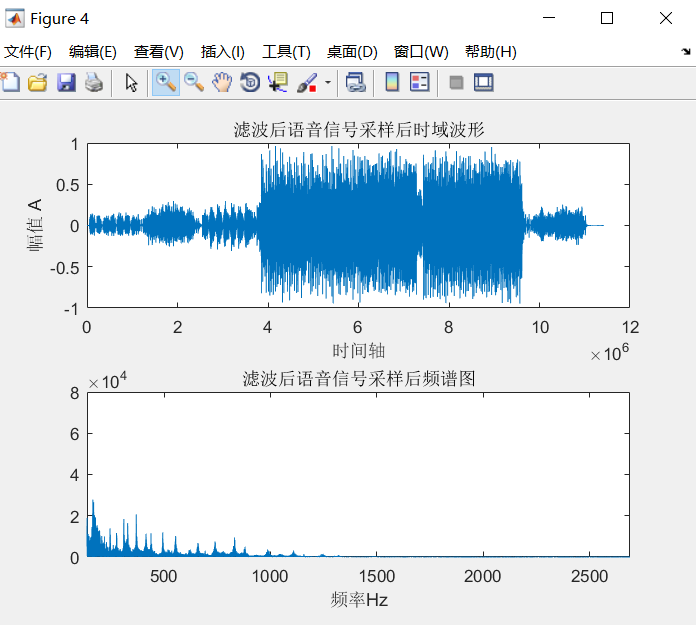 Figure 4
文件(F) 编辑(E) 查看(V) 插入(I) 工具(T) 桌面(D) 窗口(W) 帮助(H)
滤波后语音信号采样后时域波形
1
0.5
0
-0.5
-1
幅值 A
0 2 4 6 8 10 12
×10^6
时间轴
滤波后语音信号采样后频谱图
×10^4
8
6
4
2
0
500 1000 1500 2000 2500
频率Hz